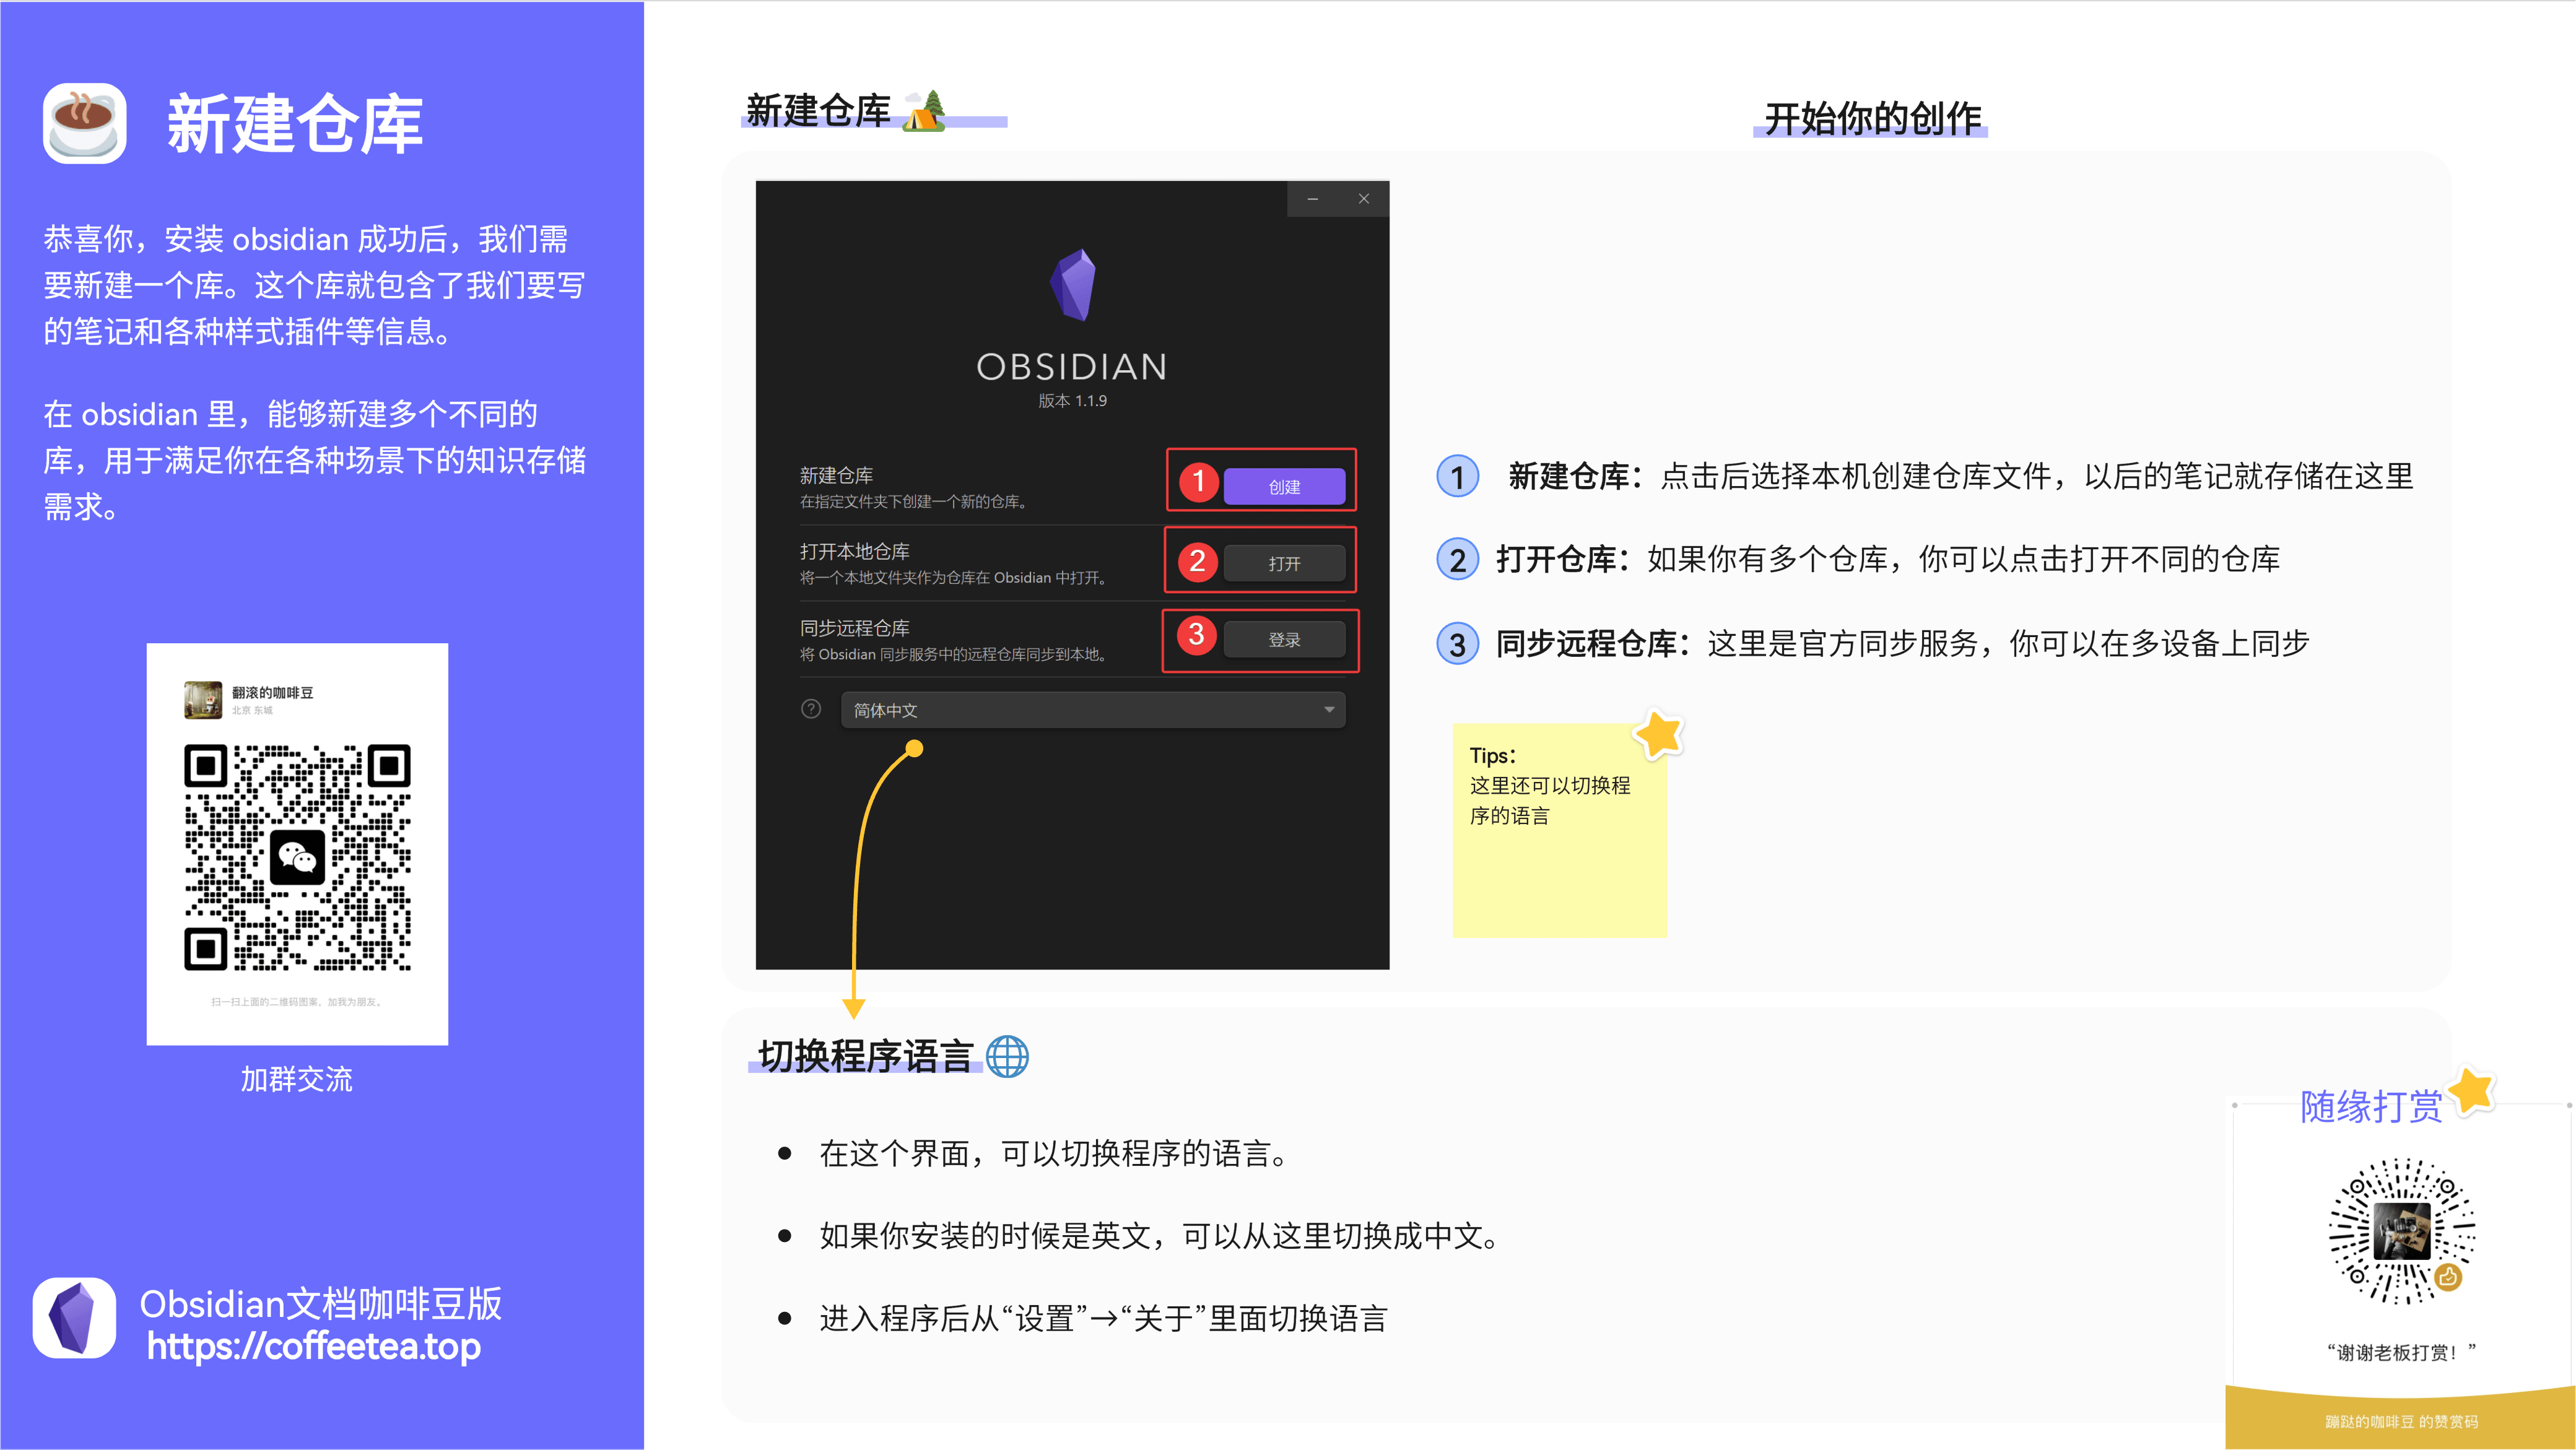 新建仓库
恭喜你，安装 obsidian 成功后，我们需
要新建一个库。这个库就包含了我们要写
的笔记和各种样式插件等信息。
在 obsidian 里，能够新建多个不同的
库，用于满足你在各种场景下的知识存储
需求。
翻滚的咖啡豆
北京 东城
扫一扫上面的二维码图案，加我为朋友。
加群交流
Obsidian文档咖啡豆版
https://coffeetea.top
新建仓库
开始你的创作
OBSIDIAN
版本 1.1.9
新建仓库
在指定文件夹下创建一个新的仓库。
1 创建
打开本地仓库
将一个本地文件夹作为仓库在 Obsidian 中打开。
2 打开
同步远程仓库
将 Obsidian 同步服务中的远程仓库同步到本地。
3 登录
? 简体中文
1 新建仓库：点击后选择本机创建仓库文件，以后的笔记就存储在这里
2 打开仓库：如果你有多个仓库，你可以点击打开不同的仓库
3 同步远程仓库：这里是官方同步服务，你可以在多设备上同步
Tips：
这里还可以切换程
序的语言
切换程序语言
● 在这个界面，可以切换程序的语言。
● 如果你安装的时候是英文，可以从这里切换成中文。
● 进入程序后从“设置”→“关于”里面切换语言
随缘打赏
“谢谢老板打赏！”
蹦跶的咖啡豆 的赞赏码